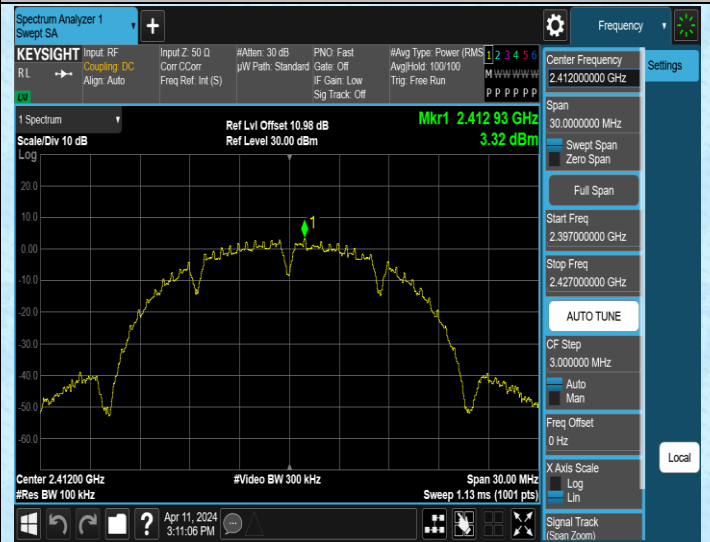 Spectrum Analyzer 1
Swept SA
+
Frequency
KEYSIGHT
RL
LXI
Input: RF
Coupling: DC
Align: Auto
Input Z: 50 Ω
Corr CCorr
Freq Ref: Int (S)
#Atten: 30 dB
µW Path: Standard
PNO: Fast
Gate: Off
IF Gain: Low
Sig Track: Off
#Avg Type: Power (RMS
Avg|Hold: 100/100
Trig: Free Run
1 2 3 4 5 6
M W W W W W
P P P P P P
1 Spectrum
Scale/Div 10 dB
Log
Ref Lvl Offset 10.98 dB
Ref Level 30.00 dBm
Mkr1 2.412 93 GHz
3.32 dBm
1
20.0
10.0
0.00
-10.0
-20.0
-30.0
-40.0
-50.0
-60.0
Center 2.41200 GHz
#Res BW 100 kHz
#Video BW 300 kHz
Span 30.00 MHz
Sweep 1.13 ms (1001 pts)
Center Frequency
2.412000000 GHz
Span
30.0000000 MHz
Swept Span
Zero Span
Full Span
Start Freq
2.397000000 GHz
Stop Freq
2.427000000 GHz
AUTO TUNE
CF Step
3.000000 MHz
Auto
Man
Freq Offset
0 Hz
X Axis Scale
Log
Lin
Signal Track
(Span Zoom)
Settings
Local
?
Apr 11, 2024
3:11:06 PM